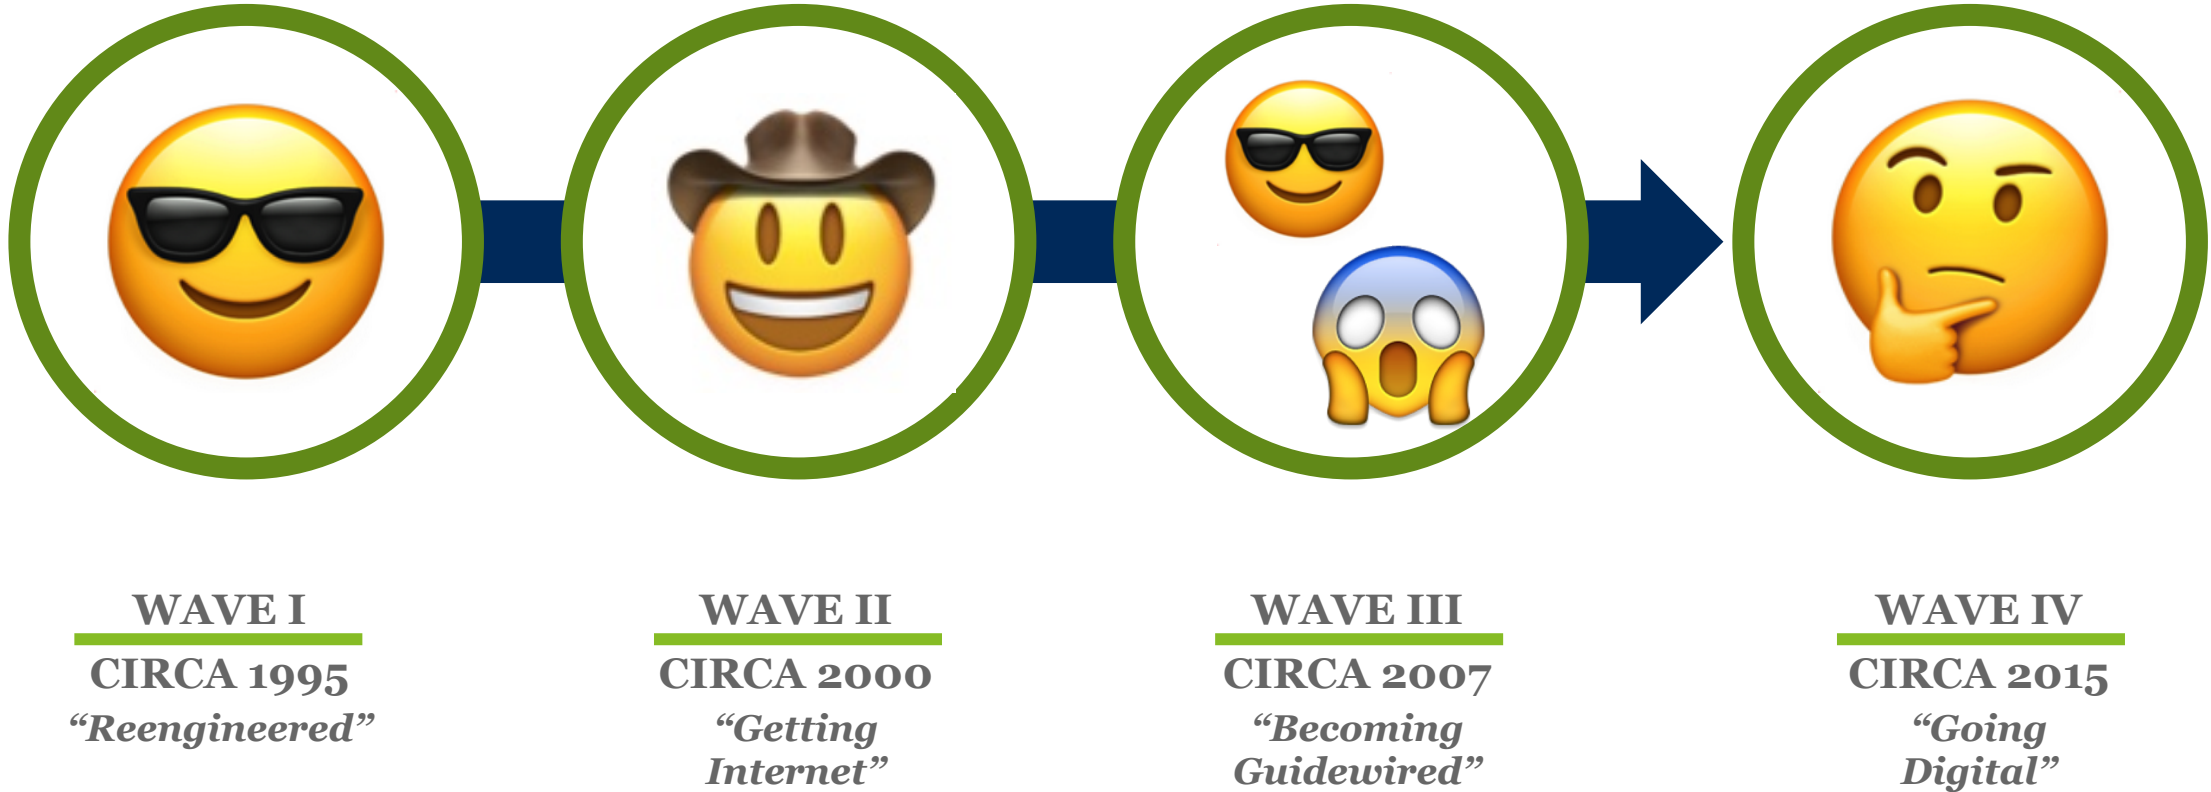 WAVE I
CIRCA 1995
“Reengineered”
WAVE II
CIRCA 2000
“Getting
Internet”
WAVE III
CIRCA 2007
“Becoming
Guidewired”
WAVE IV
CIRCA 2015
“Going
Digital”